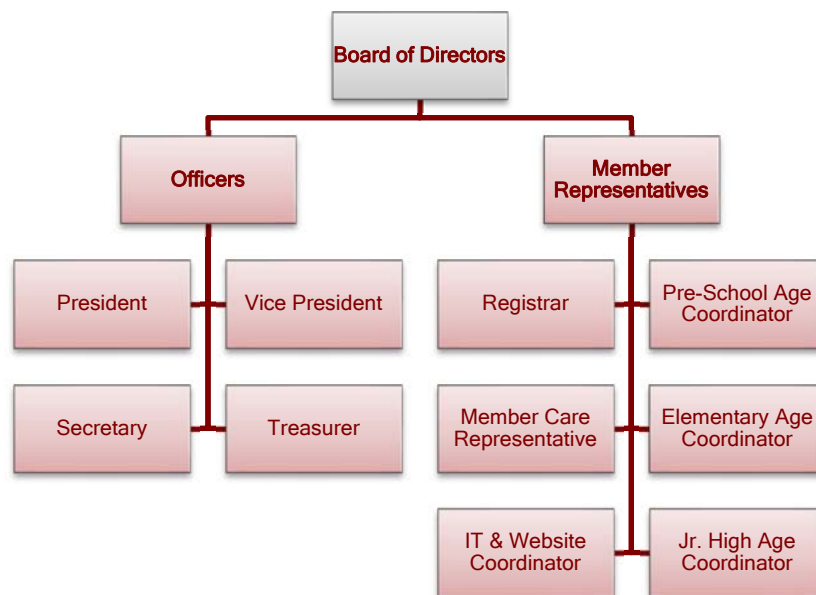 Board of Directors
Officers
Member
Representatives
President
Vice President
Registrar
Pre-School Age
Coordinator
Secretary
Treasurer
Member Care
Representative
Elementary Age
Coordinator
IT & Website
Coordinator
Jr. High Age
Coordinator